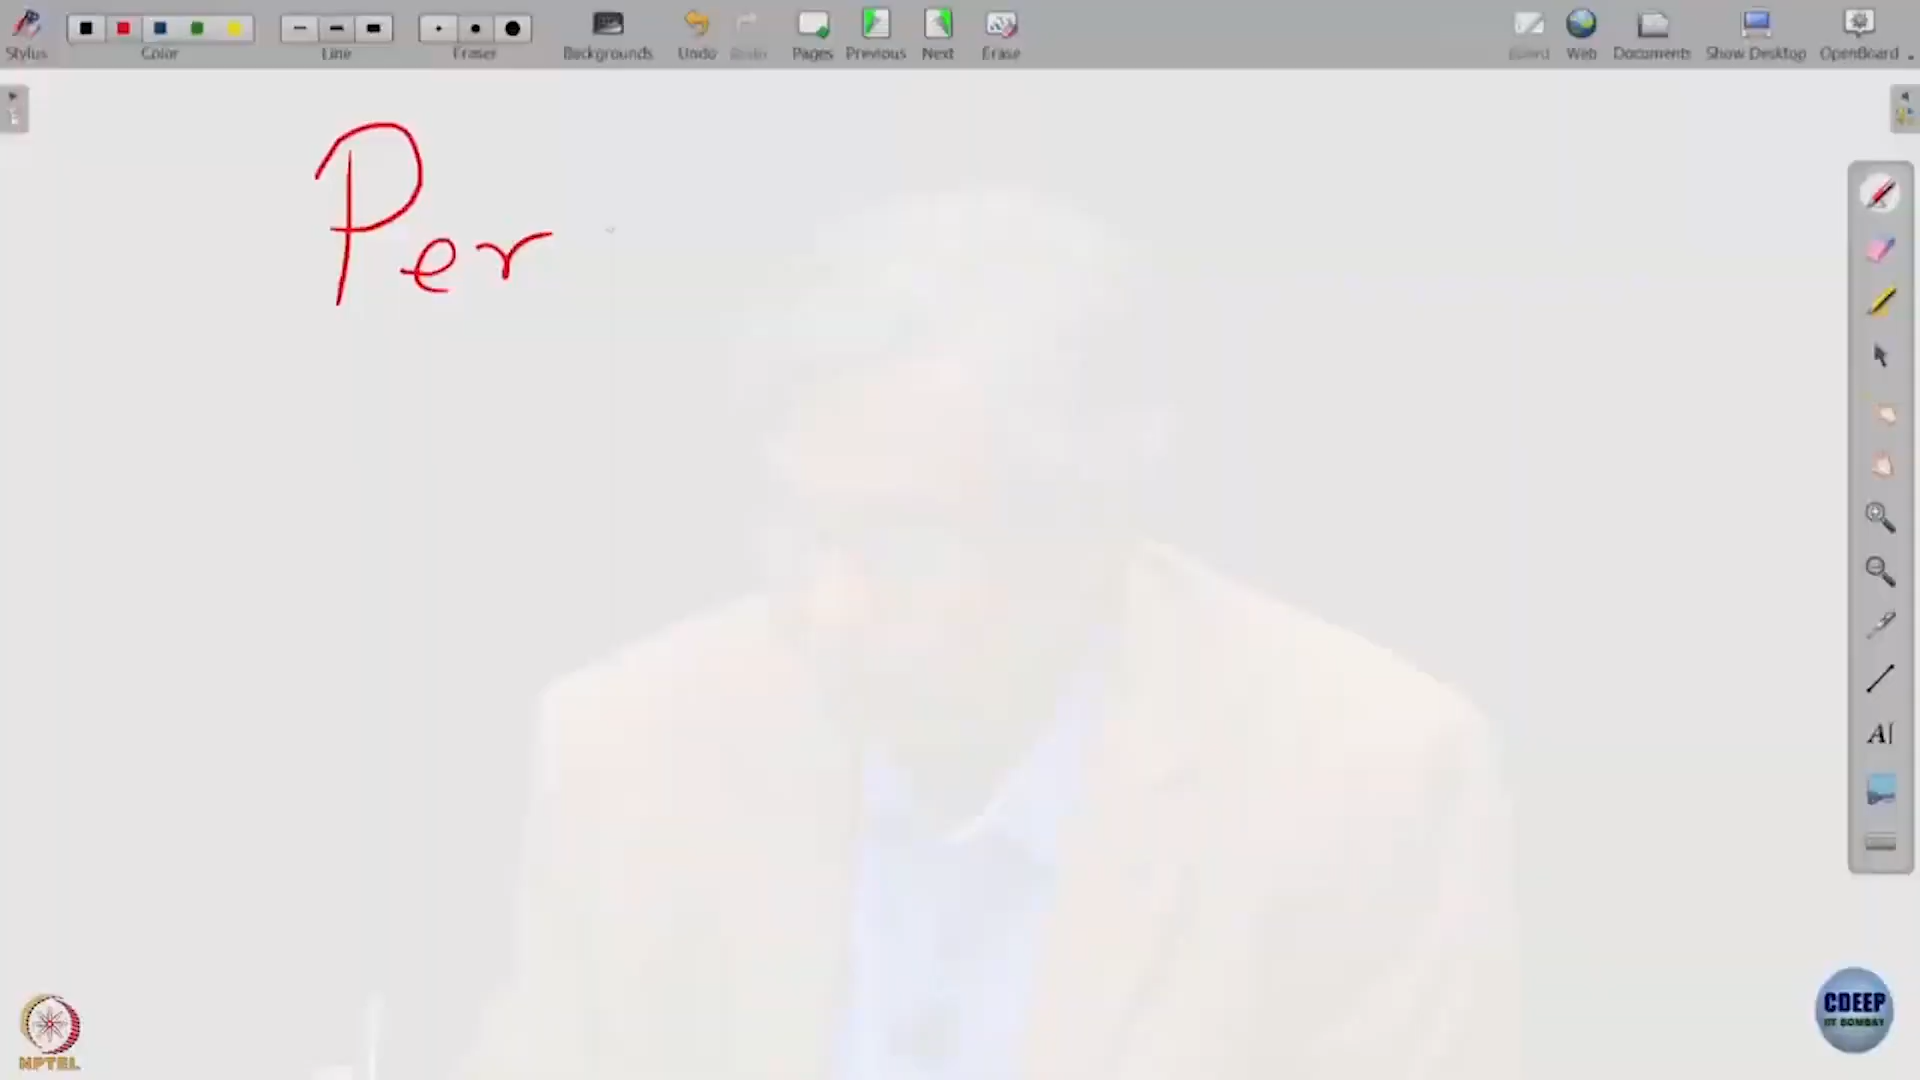 Stylus Color Line Eraser Backgrounds Undo Redo Pages Previous Next Erase Board Web Documents Show Desktop OpenBoard
Per
A
NPTEL
CDEEP
IIT BOMBAY